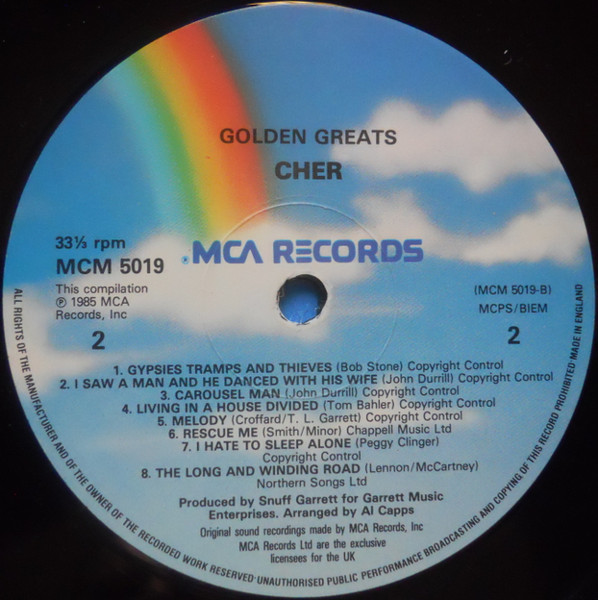 GOLDEN GREATS
CHER
33⅓ rpm
MCM 5019
® MCA RECORDS
This compilation
℗ 1985 MCA
Records, Inc
(MCM 5019-B)
MCPS/BIEM
2
2
1. GYPSIES TRAMPS AND THIEVES (Bob Stone) Copyright Control
2. I SAW A MAN AND HE DANCED WITH HIS WIFE (John Durrill) Copyright Control
3. CAROUSEL MAN (John Durrill) Copyright Control
4. LIVING IN A HOUSE DIVIDED (Tom Bahler) Copyright Control
5. MELODY (Croffard/T. L. Garrett) Copyright Control
6. RESCUE ME (Smith/Minor) Chappell Music Ltd
7. I HATE TO SLEEP ALONE (Peggy Clinger)
Copyright Control
8. THE LONG AND WINDING ROAD (Lennon/McCartney)
Northern Songs Ltd
Produced by Snuff Garrett for Garrett Music
Enterprises. Arranged by Al Capps
Original sound recordings made by MCA Records, Inc
MCA Records Ltd are the exclusive
licensees for the UK
ALL RIGHTS OF THE MANUFACTURER AND OF THE OWNER OF THE RECORDED WORK RESERVED·UNAUTHORISED PUBLIC PERFORMANCE BROADCASTING AND COPYING OF THIS RECORD PROHIBITED MADE IN ENGLAND